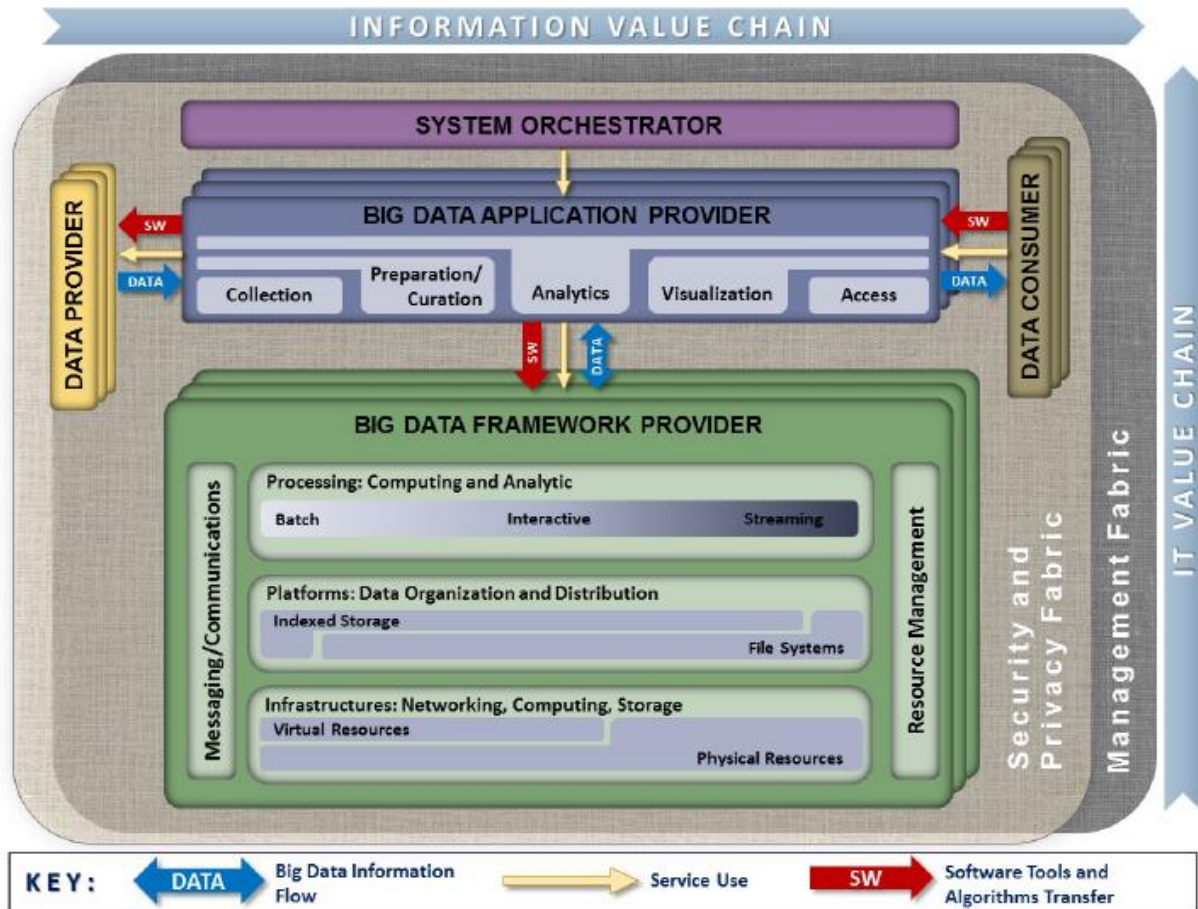 INFORMATION VALUE CHAIN
SYSTEM ORCHESTRATOR
DATA PROVIDER
SW
DATA
BIG DATA APPLICATION PROVIDER
Collection
Preparation/
Curation
Analytics
Visualization
Access
SW
DATA
DATA CONSUMER
SW
DATA
BIG DATA FRAMEWORK PROVIDER
Messaging/Communications
Processing: Computing and Analytic
Batch
Interactive
Streaming
Platforms: Data Organization and Distribution
Indexed Storage
File Systems
Infrastructures: Networking, Computing, Storage
Virtual Resources
Physical Resources
Resource Management
Security and
Privacy Fabric
Management Fabric
IT VALUE CHAIN
KEY:
DATA
Big Data Information
Flow
Service Use
SW
Software Tools and
Algorithms Transfer